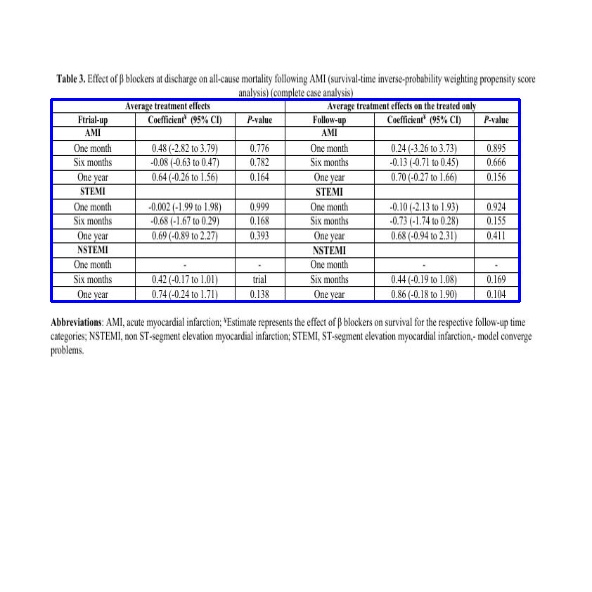 Table 3. Effect of β blockers at discharge on all-cause mortality following AMI (survival-time inverse-probability weighting propensity score
analysis) (complete case analysis)
Average treatment effects Average treatment effects on the treated only
Ftrial-up Coefficient¥ (95% CI) P-value Follow-up Coefficient¥ (95% CI) P-value
AMI AMI
One month 0.48 (-2.82 to 3.79) 0.776 One month 0.24 (-3.26 to 3.73) 0.895
Six months -0.08 (-0.63 to 0.47) 0.782 Six months -0.13 (-0.71 to 0.45) 0.666
One year 0.64 (-0.26 to 1.56) 0.164 One year 0.70 (-0.27 to 1.66) 0.156
STEMI STEMI
One month -0.002 (-1.99 to 1.98) 0.999 One month -0.10 (-2.13 to 1.93) 0.924
Six months -0.68 (-1.67 to 0.29) 0.168 Six months -0.73 (-1.74 to 0.28) 0.155
One year 0.69 (-0.89 to 2.27) 0.393 One year 0.68 (-0.94 to 2.31) 0.411
NSTEMI NSTEMI
One month - - One month - -
Six months 0.42 (-0.17 to 1.01) trial Six months 0.44 (-0.19 to 1.08) 0.169
One year 0.74 (-0.24 to 1.71) 0.138 One year 0.86 (-0.18 to 1.90) 0.104
Abbreviations: AMI, acute myocardial infarction; ¥Estimate represents the effect of β blockers on survival for the respective follow-up time
categories; NSTEMI, non ST-segment elevation myocardial infarction; STEMI, ST-segment elevation myocardial infarction,- model converge
problems.